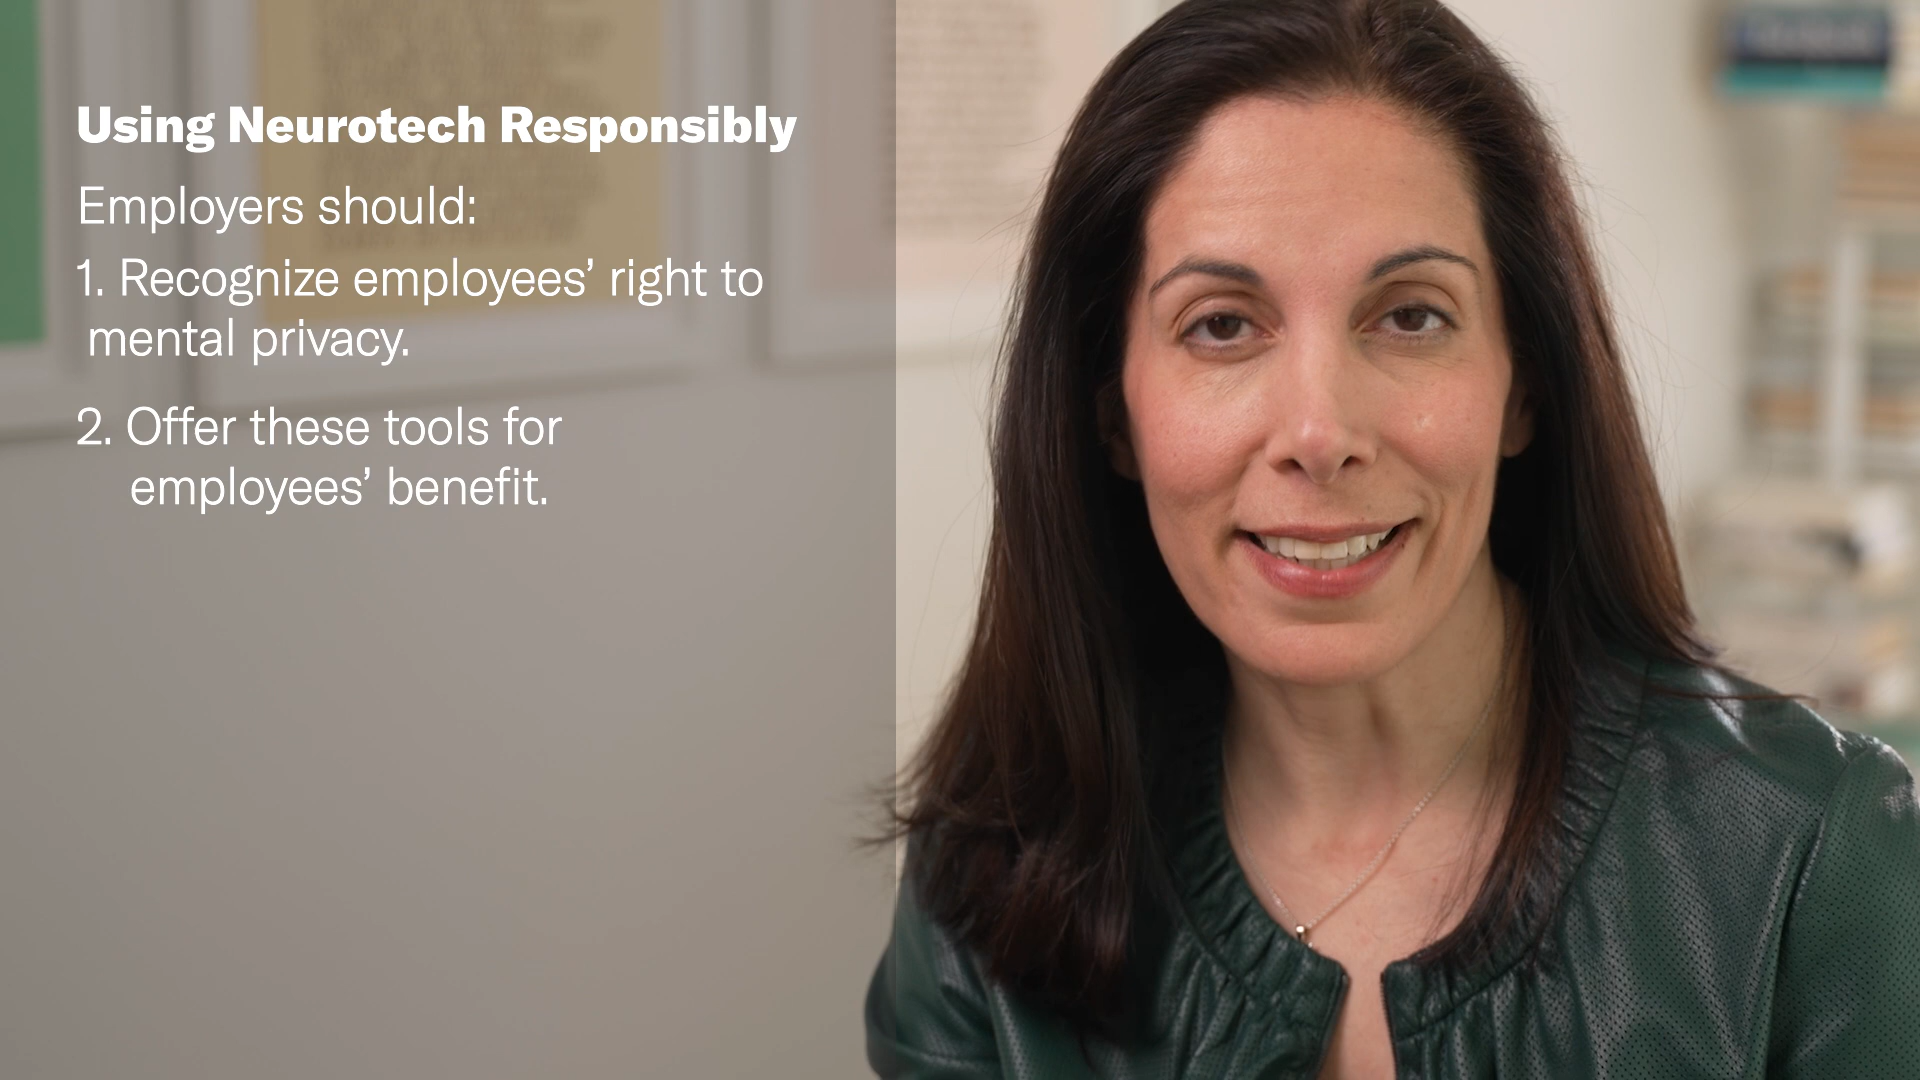 Using Neurotech Responsibly
Employers should:
1. Recognize employees’ right to
mental privacy.
2. Offer these tools for
employees’ benefit.